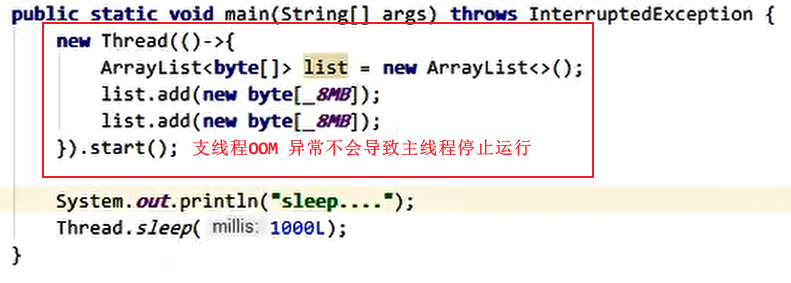 public static void main(String[] args) throws InterruptedException {
new Thread(()->{
ArrayList<byte[]> list = new ArrayList<>();
list.add(new byte[_8MB]);
list.add(new byte[_8MB]);
}).start(); 支线程OOM 异常不会导致主线程停止运行
System.out.println("sleep....");
Thread.sleep( millis: 1000L);
}